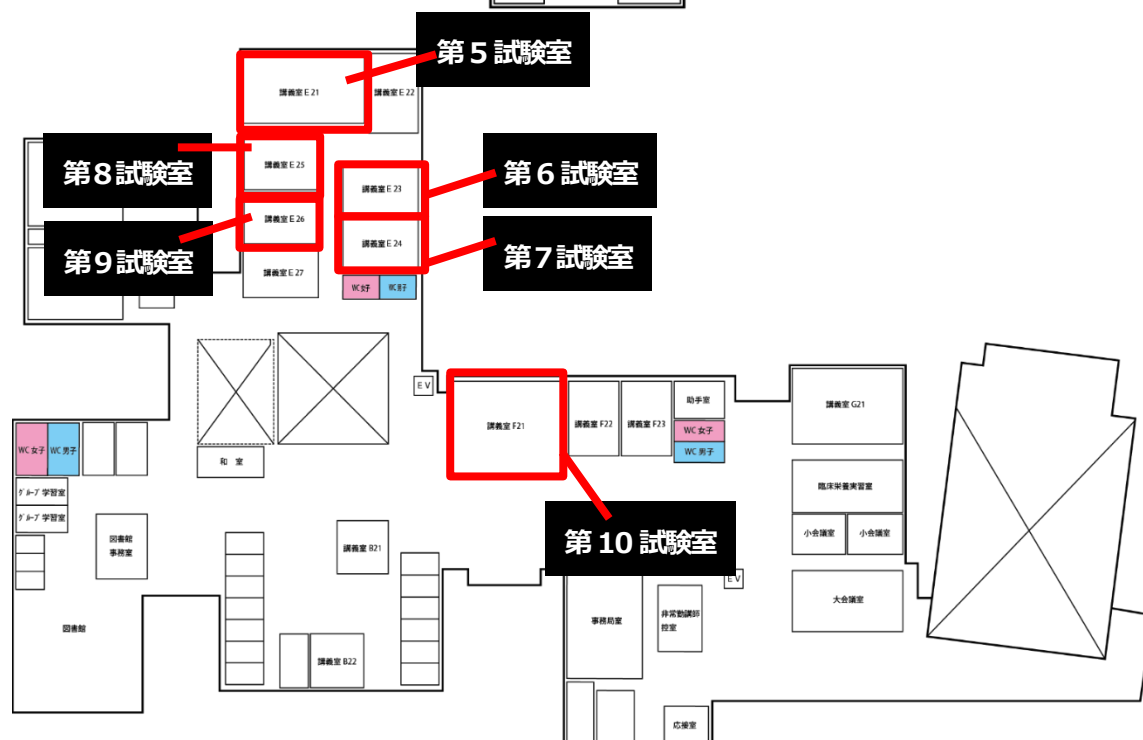 第5試験室
講義室 E 21
講義室 E 22
第8試験室
講義室 E 25
講義室 E 23
第6試験室
講義室 E 26
講義室 E 24
第9試験室
第7試験室
講義室 E 27
WC 女子
WC 男子
E V
講義室 F21
講義室 F22
講義室 F23
助手室
WC 女子
WC 男子
講義室 G21
WC 女子
WC 男子
和 室
グループ 学習室
グループ 学習室
臨床栄養実習室
小会議室
小会議室
第10試験室
図書館
事務室
講義室 B21
E V
大会議室
事務局室
非常勤講師
控室
図書館
講義室 B22
応接室